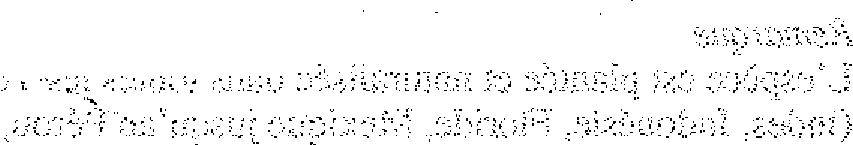 Remarque
L'espèce est plantée et naturalisée dans toutes les
(Indes, Indonésie, Floride, Mexique jusqu'au Pérou,